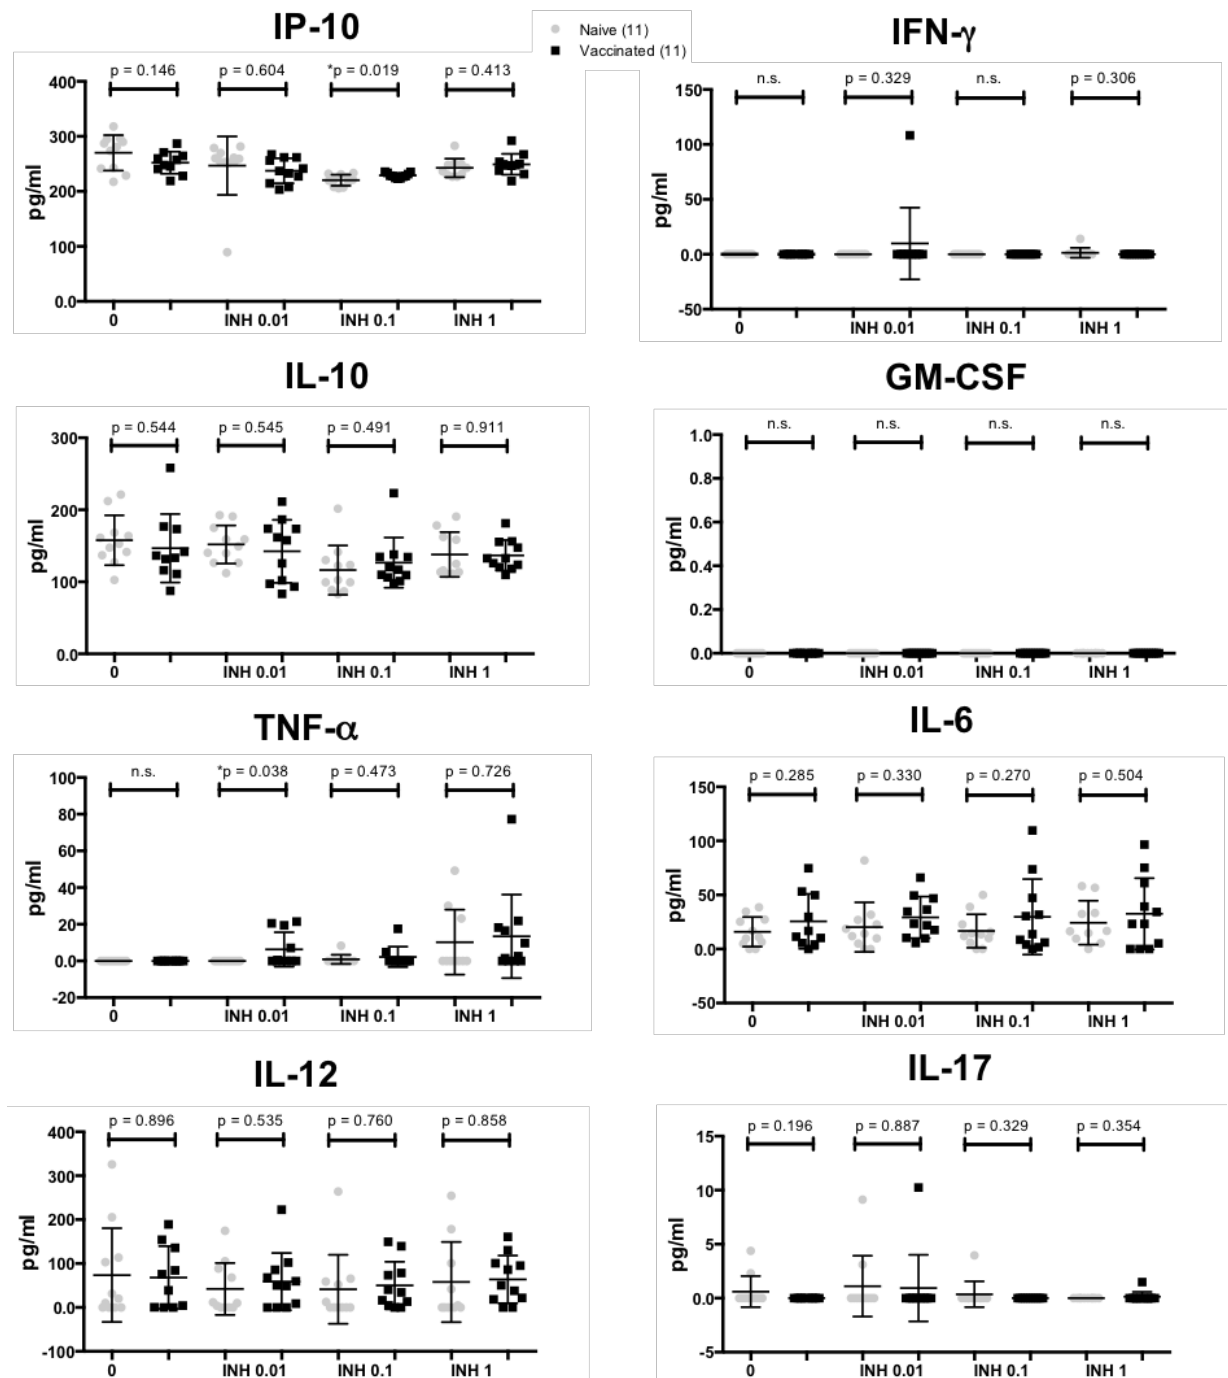 IP-10
Naive (11)
Vaccinated (11)
p = 0.146 p = 0.604 *p = 0.019 p = 0.413
400
300
200
100
0.0
pg/ml
0 INH 0.01 INH 0.1 INH 1
IFN-γ
n.s. p = 0.329 n.s. p = 0.306
150
100
50
0.0
-50
pg/ml
0 INH 0.01 INH 0.1 INH 1
IL-10
p = 0.544 p = 0.545 p = 0.491 p = 0.911
300
200
100
0.0
pg/ml
0 INH 0.01 INH 0.1 INH 1
GM-CSF
n.s. n.s. n.s. n.s.
1.0
0.8
0.6
0.4
0.2
0.0
pg/ml
0 INH 0.01 INH 0.1 INH 1
TNF-α
n.s. *p = 0.038 p = 0.473 p = 0.726
100
80
60
40
20
0.0
-20
pg/ml
0 INH 0.01 INH 0.1 INH 1
IL-6
p = 0.285 p = 0.330 p = 0.270 p = 0.504
150
100
50
0.0
-50
pg/ml
0 INH 0.01 INH 0.1 INH 1
IL-12
p = 0.896 p = 0.535 p = 0.760 p = 0.858
400
300
200
100
0.0
-100
pg/ml
0 INH 0.01 INH 0.1 INH 1
IL-17
p = 0.196 p = 0.887 p = 0.329 p = 0.354
15
10
5
0.0
-5
pg/ml
0 INH 0.01 INH 0.1 INH 1